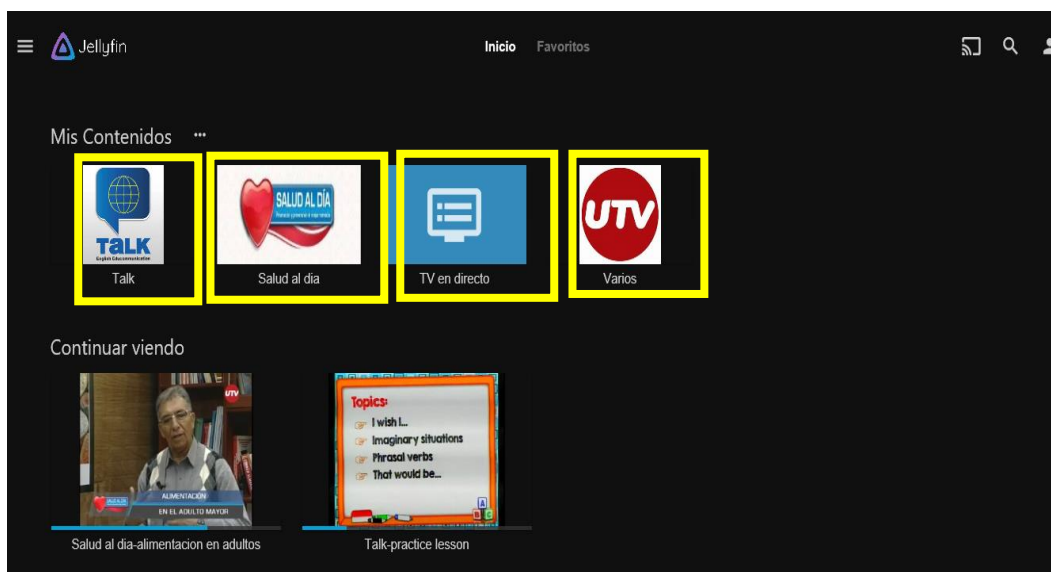 Jellyfin
Inicio Favoritos
Mis Contenidos ...
TaLK
English Educommunication
SALUD AL DÍA
UTV
Talk
Salud al dia
TV en directo
Varios
Continuar viendo
UTV
Topics:
I wish I...
Imaginary situations
Phrasal verbs
That would be...
A
B
ALIMENTACIÓN
EN EL ADULTO MAYOR
Salud al dia-alimentacion en adultos
Talk-practice lesson